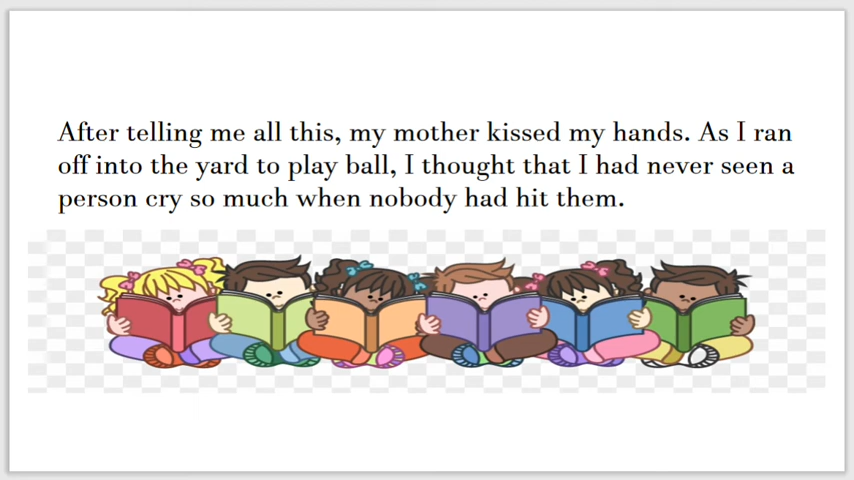 After telling me all this, my mother kissed my hands. As I ran
off into the yard to play ball, I thought that I had never seen a
person cry so much when nobody had hit them.